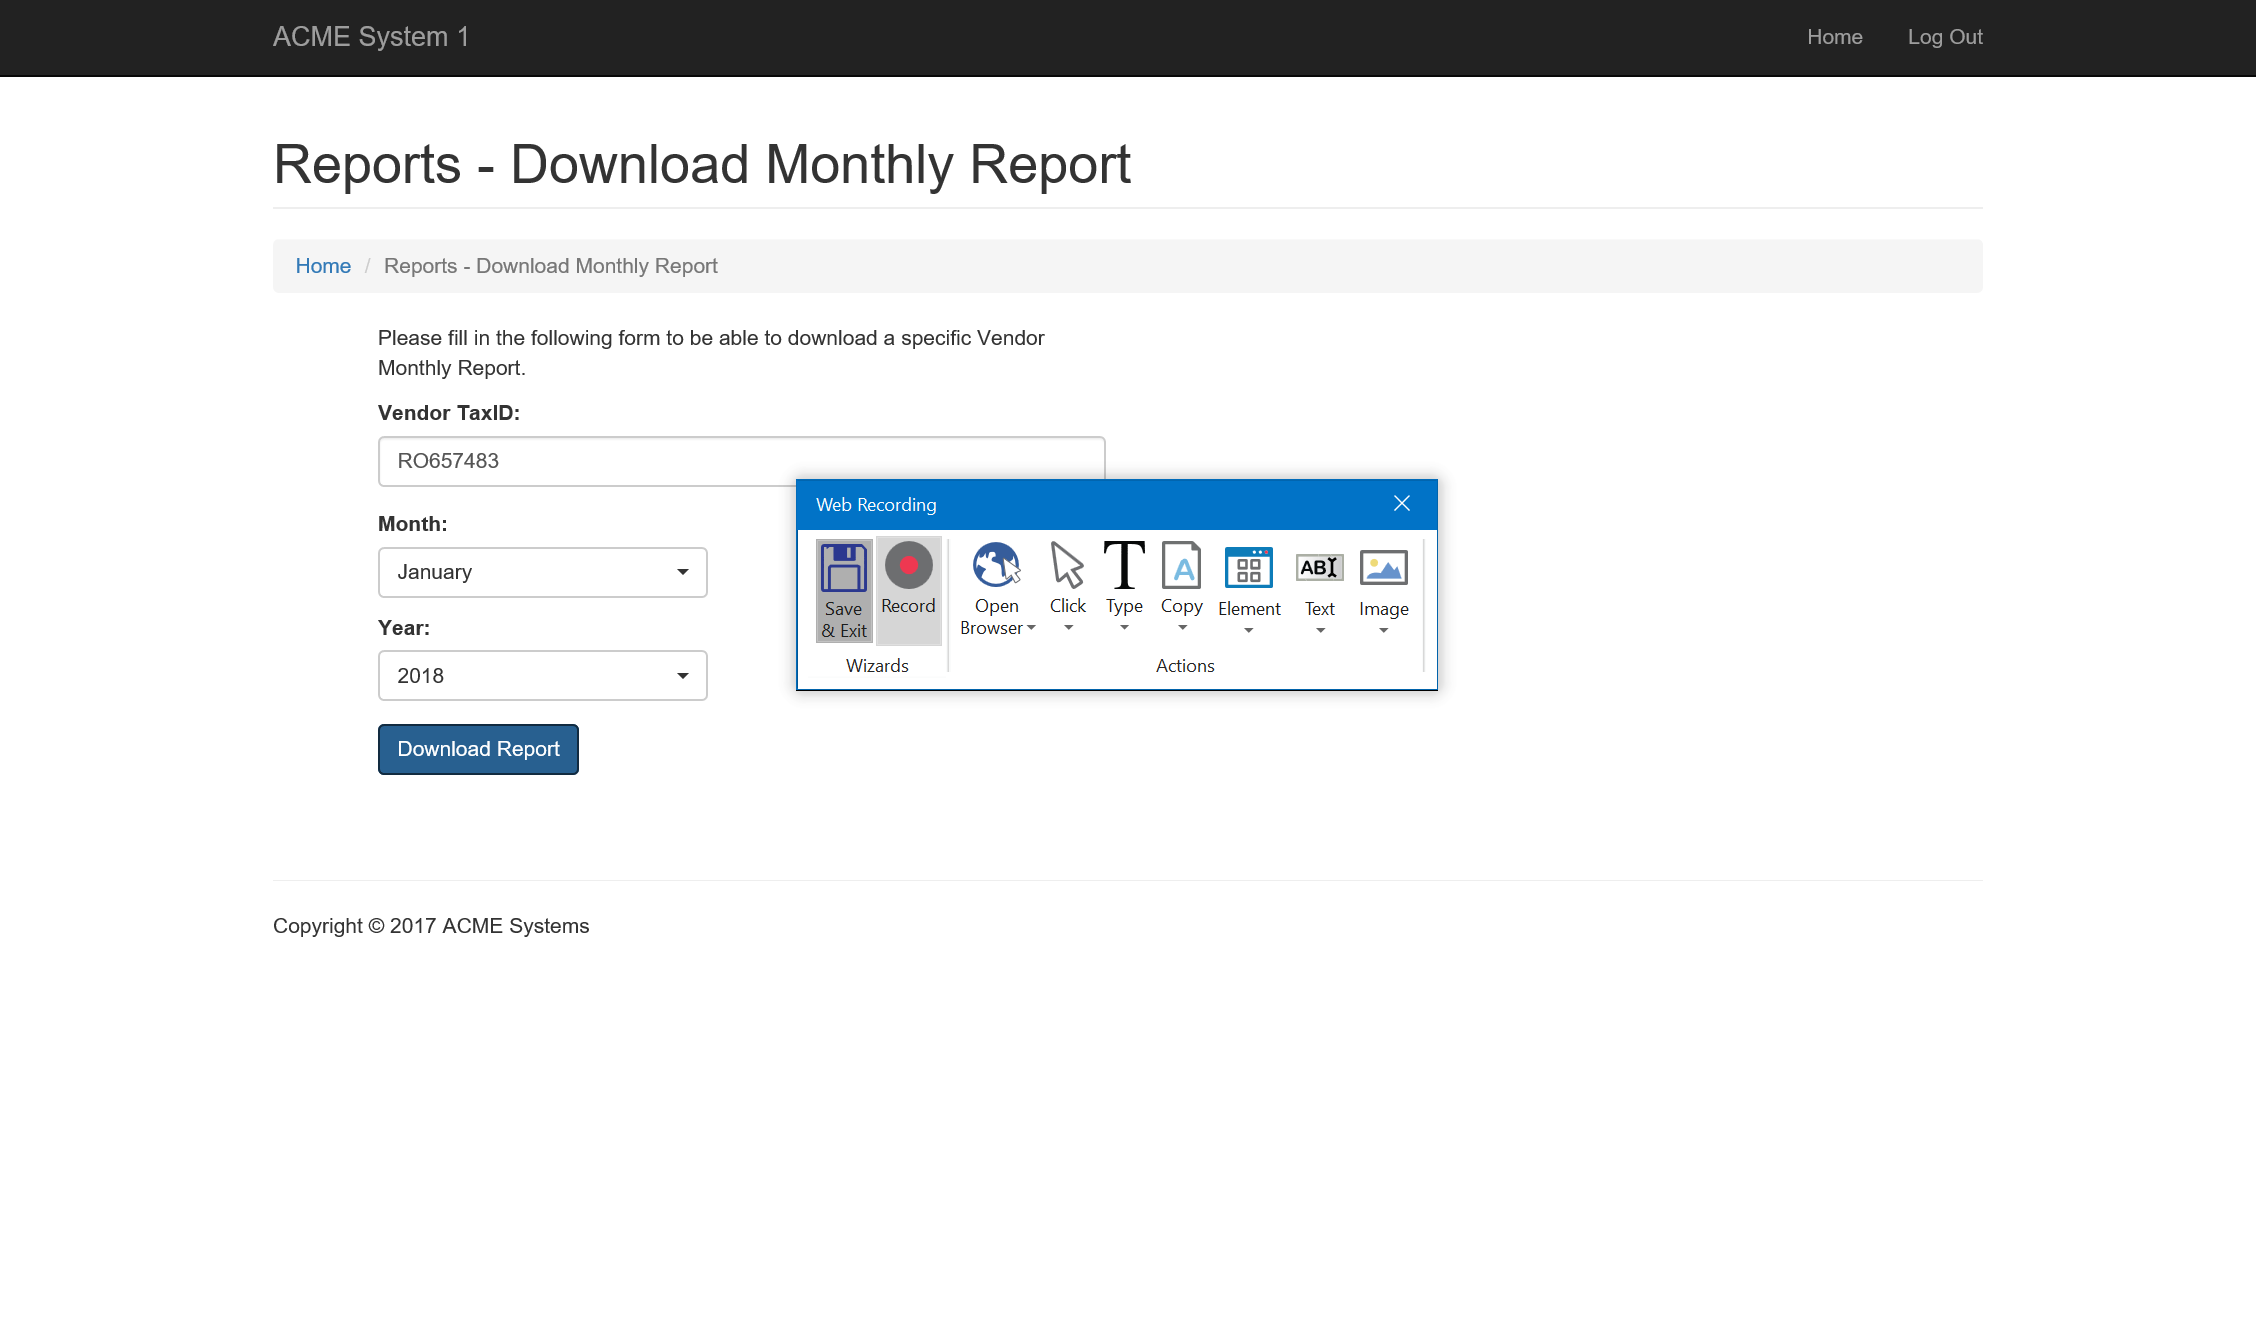 ACME System 1
Home
Log Out
Reports - Download Monthly Report
Home / Reports - Download Monthly Report
Please fill in the following form to be able to download a specific Vendor
Monthly Report.
Vendor TaxID:
RO657483
Month:
January
Year:
2018
Download Report
Web Recording
Save
& Exit
Record
Wizards
Open
Browser
Click
Type
Copy
Element
Text
Image
Actions
Copyright © 2017 ACME Systems